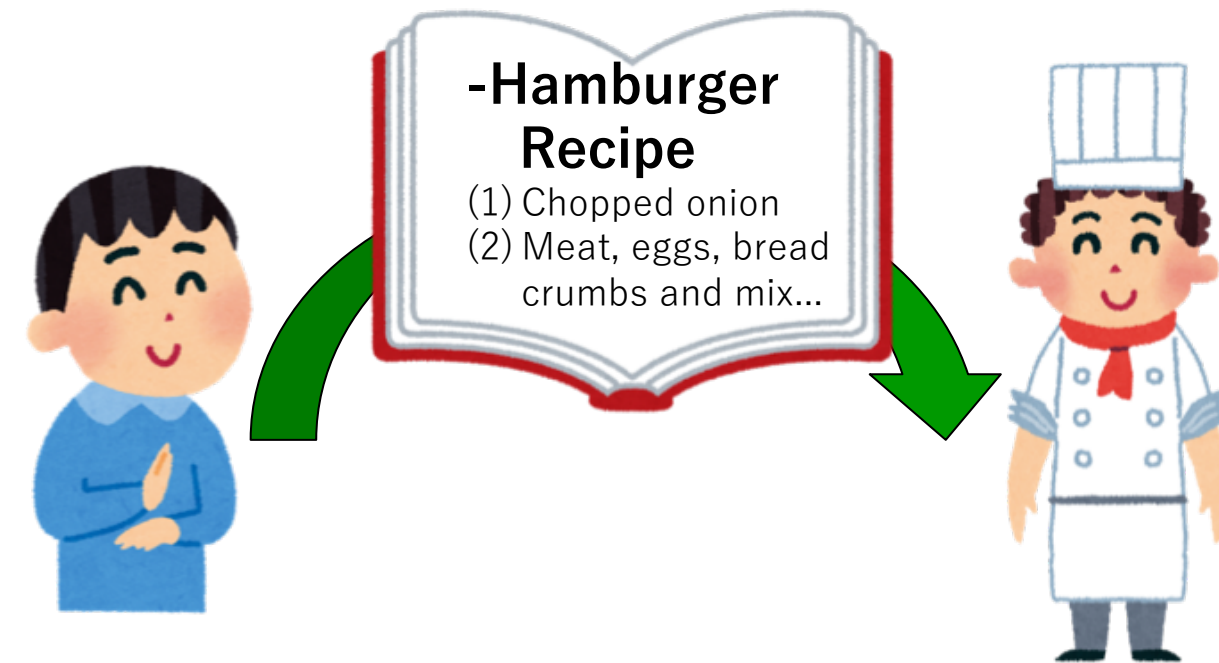 -Hamburger
Recipe
(1) Chopped onion
(2) Meat, eggs, bread
crumbs and mix...